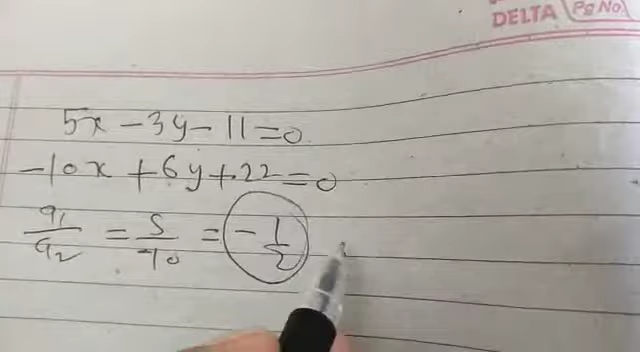 DELTA Pg No.
5x - 3y - 11 = 0
-10x + 6y + 22 = 0
a1/a2 = 5/-10 = -1/2